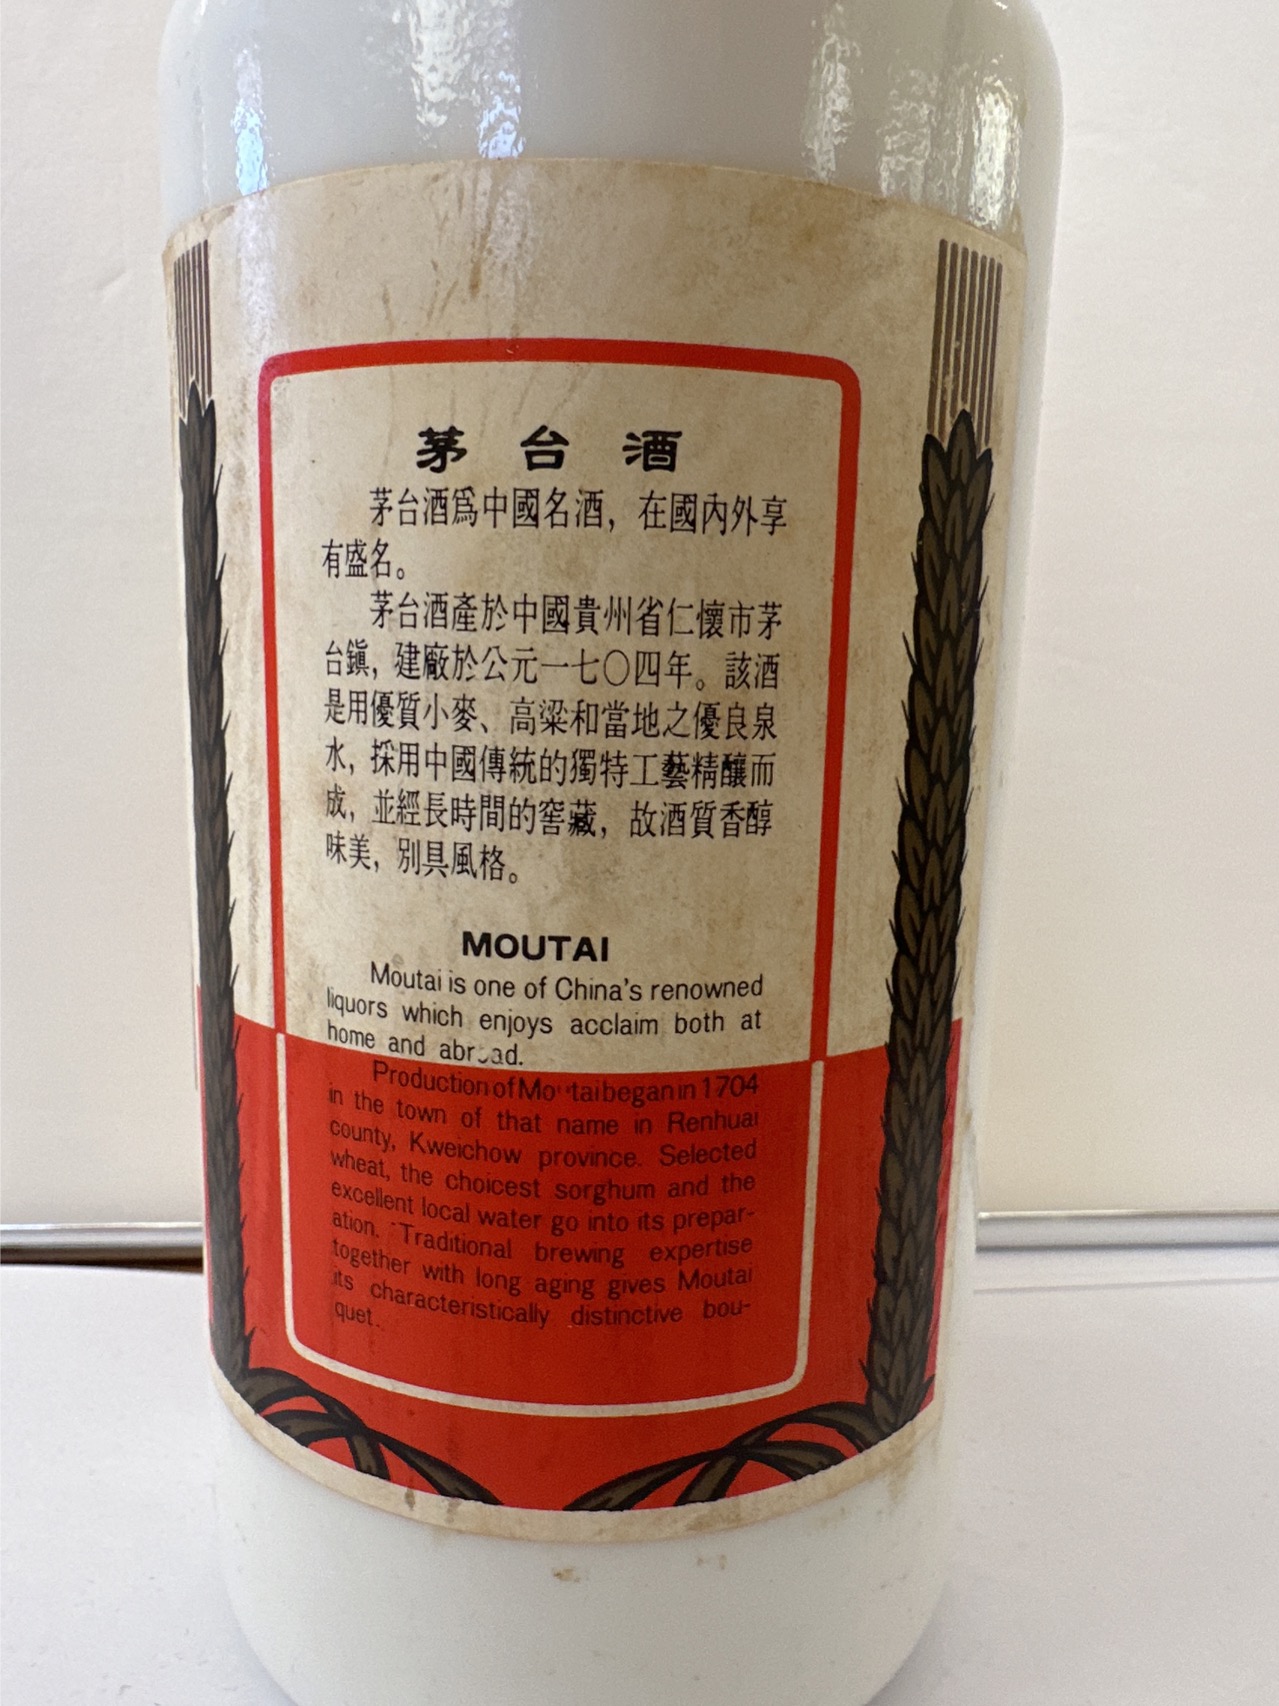 茅台酒
茅台酒爲中國名酒，在國內外享
有盛名。
茅台酒產於中國貴州省仁懷市茅
台鎭，建廠於公元一七〇四年。該酒
是用優質小麥、高粱和當地之優良泉
水，採用中國傳統的獨特工藝精釀而
成，並經長時間的窖藏，故酒質香醇
味美，別具風格。
MOUTAI
Moutai is one of China's renowned
liquors which enjoys acclaim both at
home and abroad.
Production of Moutai began in 1704
in the town of that name in Renhuai
county, Kweichow province. Selected
wheat, the choicest sorghum and the
excellent local water go into its prepar-
ation. Traditional brewing expertise
together with long aging gives Moutai
its characteristically distinctive bou-
quet.